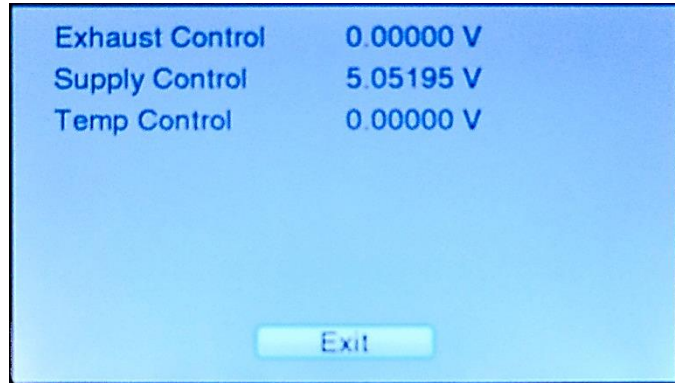 Exhaust Control 0.00000 V
Supply Control 5.05195 V
Temp Control 0.00000 V
Exit